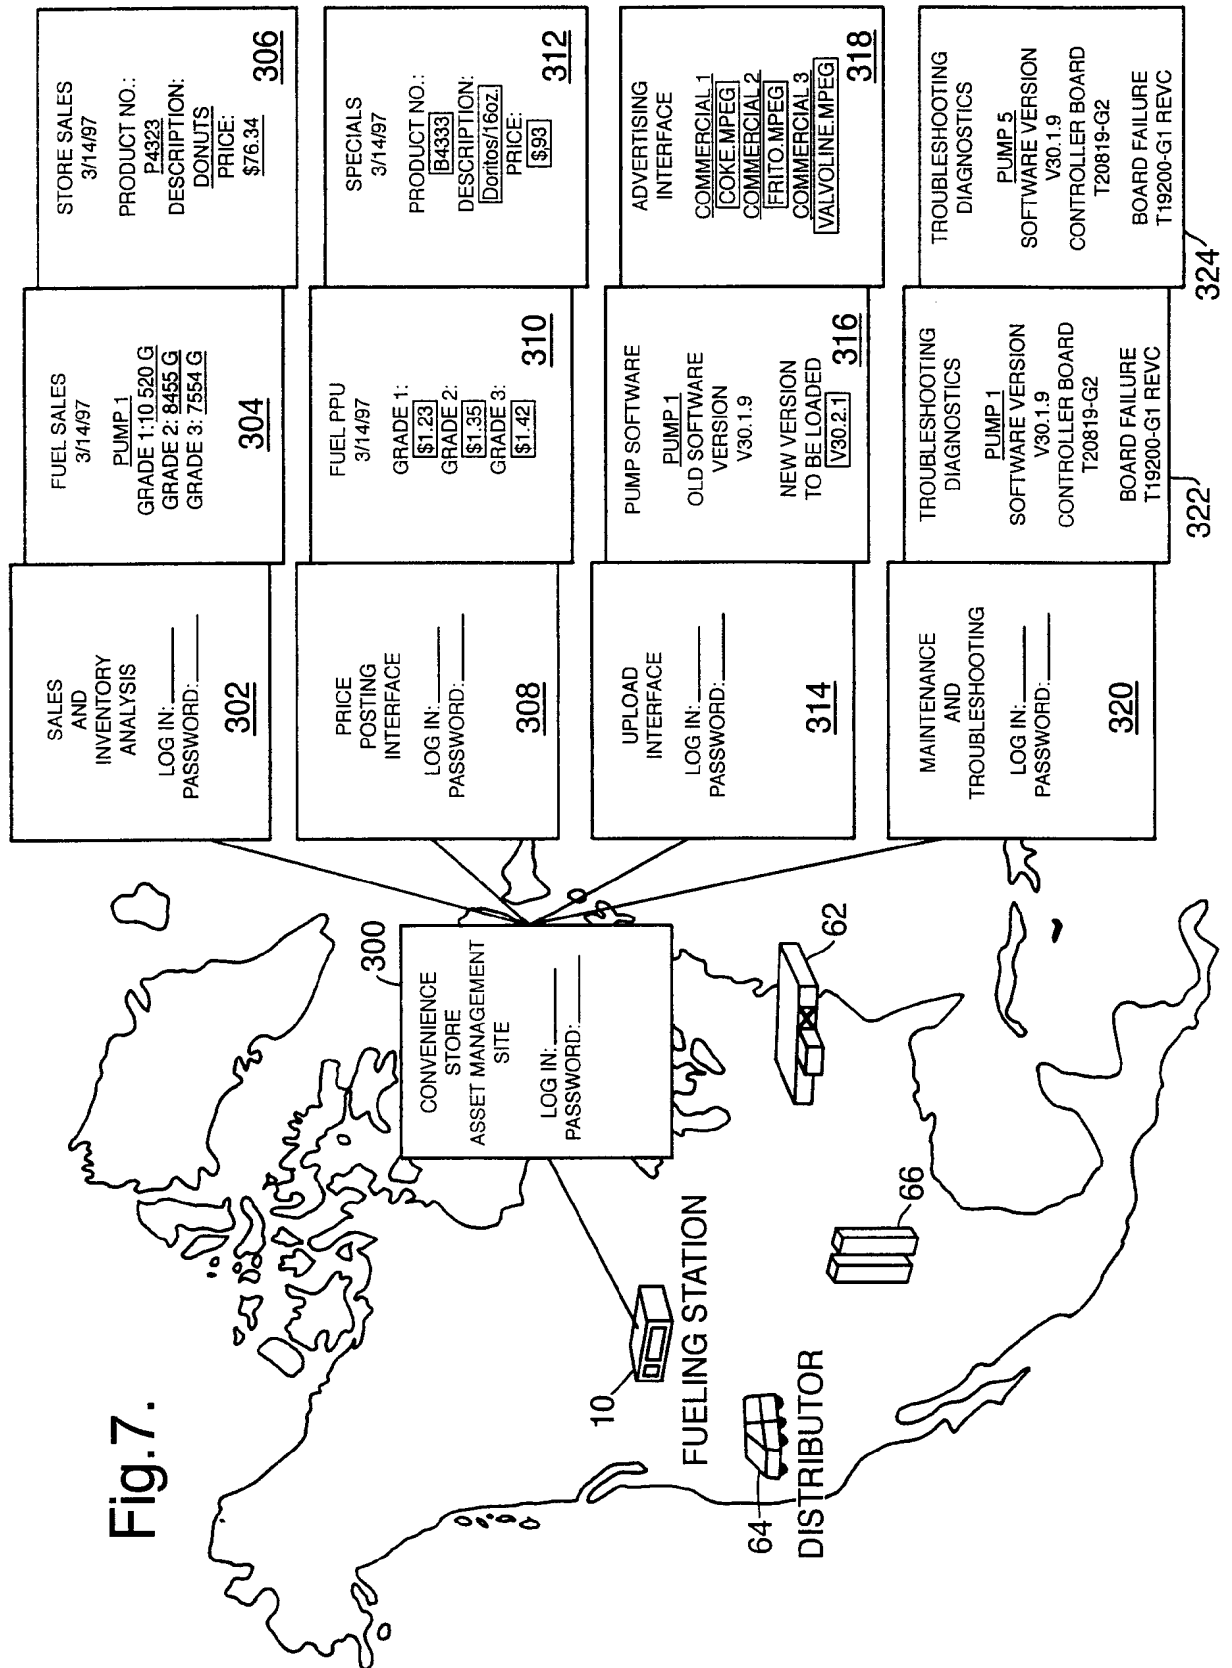 Fig.7.
CONVENIENCE
STORE
ASSET MANAGEMENT
SITE
LOG IN:
PASSWORD:
300
10
FUELING STATION
64
DISTRIBUTOR
66
62
SALES
AND
INVENTORY
ANALYSIS
LOG IN:
PASSWORD:
302
FUEL SALES
3/14/97
PUMP 1
GRADE 1:10 520 G
GRADE 2: 8455 G
GRADE 3: 7554 G
304
STORE SALES
3/14/97
PRODUCT NO.:
P4323
DESCRIPTION:
DONUTS
PRICE:
$76.34
306
PRICE
POSTING
INTERFACE
LOG IN:
PASSWORD:
308
FUEL PPU
3/14/97
GRADE 1:
$1.23
GRADE 2:
$1.35
GRADE 3:
$1.42
310
SPECIALS
3/14/97
PRODUCT NO.:
B4333
DESCRIPTION:
Doritos/16oz.
PRICE:
$.93
312
UPLOAD
INTERFACE
LOG IN:
PASSWORD:
314
PUMP SOFTWARE
PUMP 1
OLD SOFTWARE
VERSION
V30.1.9
NEW VERSION
TO BE LOADED
V30.2.1
316
ADVERTISING
INTERFACE
COMMERCIAL 1
COKE.MPEG
COMMERCIAL 2
FRITO.MPEG
COMMERCIAL 3
VALVOLINE.MPEG
318
MAINTENANCE
AND
TROUBLESHOOTING
LOG IN:
PASSWORD:
320
TROUBLESHOOTING
DIAGNOSTICS
PUMP 1
SOFTWARE VERSION
V30.1.9
CONTROLLER BOARD
T20819-G2
BOARD FAILURE
T19200-G1 REVC
322
TROUBLESHOOTING
DIAGNOSTICS
PUMP 5
SOFTWARE VERSION
V30.1.9
CONTROLLER BOARD
T20819-G2
BOARD FAILURE
T19200-G1 REVC
324